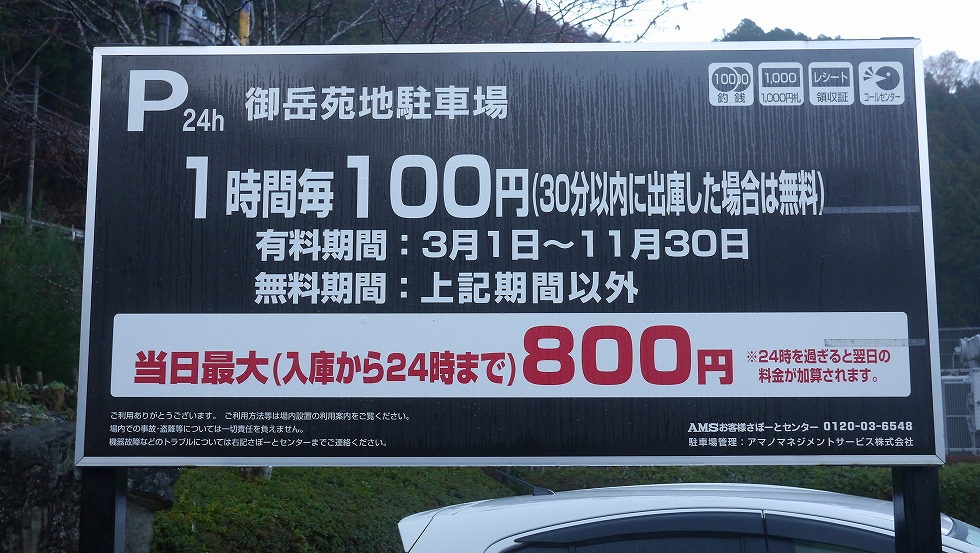 P 24h 御岳苑地駐車場
1000 釣銭
1,000 1,000円札
レシート 領収証
コールセンター
1時間毎100円(30分以内に出庫した場合は無料)
有料期間：3月1日～11月30日
無料期間：上記期間以外
当日最大(入庫から24時まで)800円
※24時を過ぎると翌日の
料金が加算されます。
ご利用ありがとうございます。 ご利用方法等は場内設置の利用案内をご覧ください。
場内での事故・盗難等については一切責任を負えません。
機器故障などのトラブルについては右記さぽーとセンターまでご連絡ください。
AMSお客様さぽーとセンター 0120-03-6548
駐車場管理：アマノマネジメントサービス株式会社